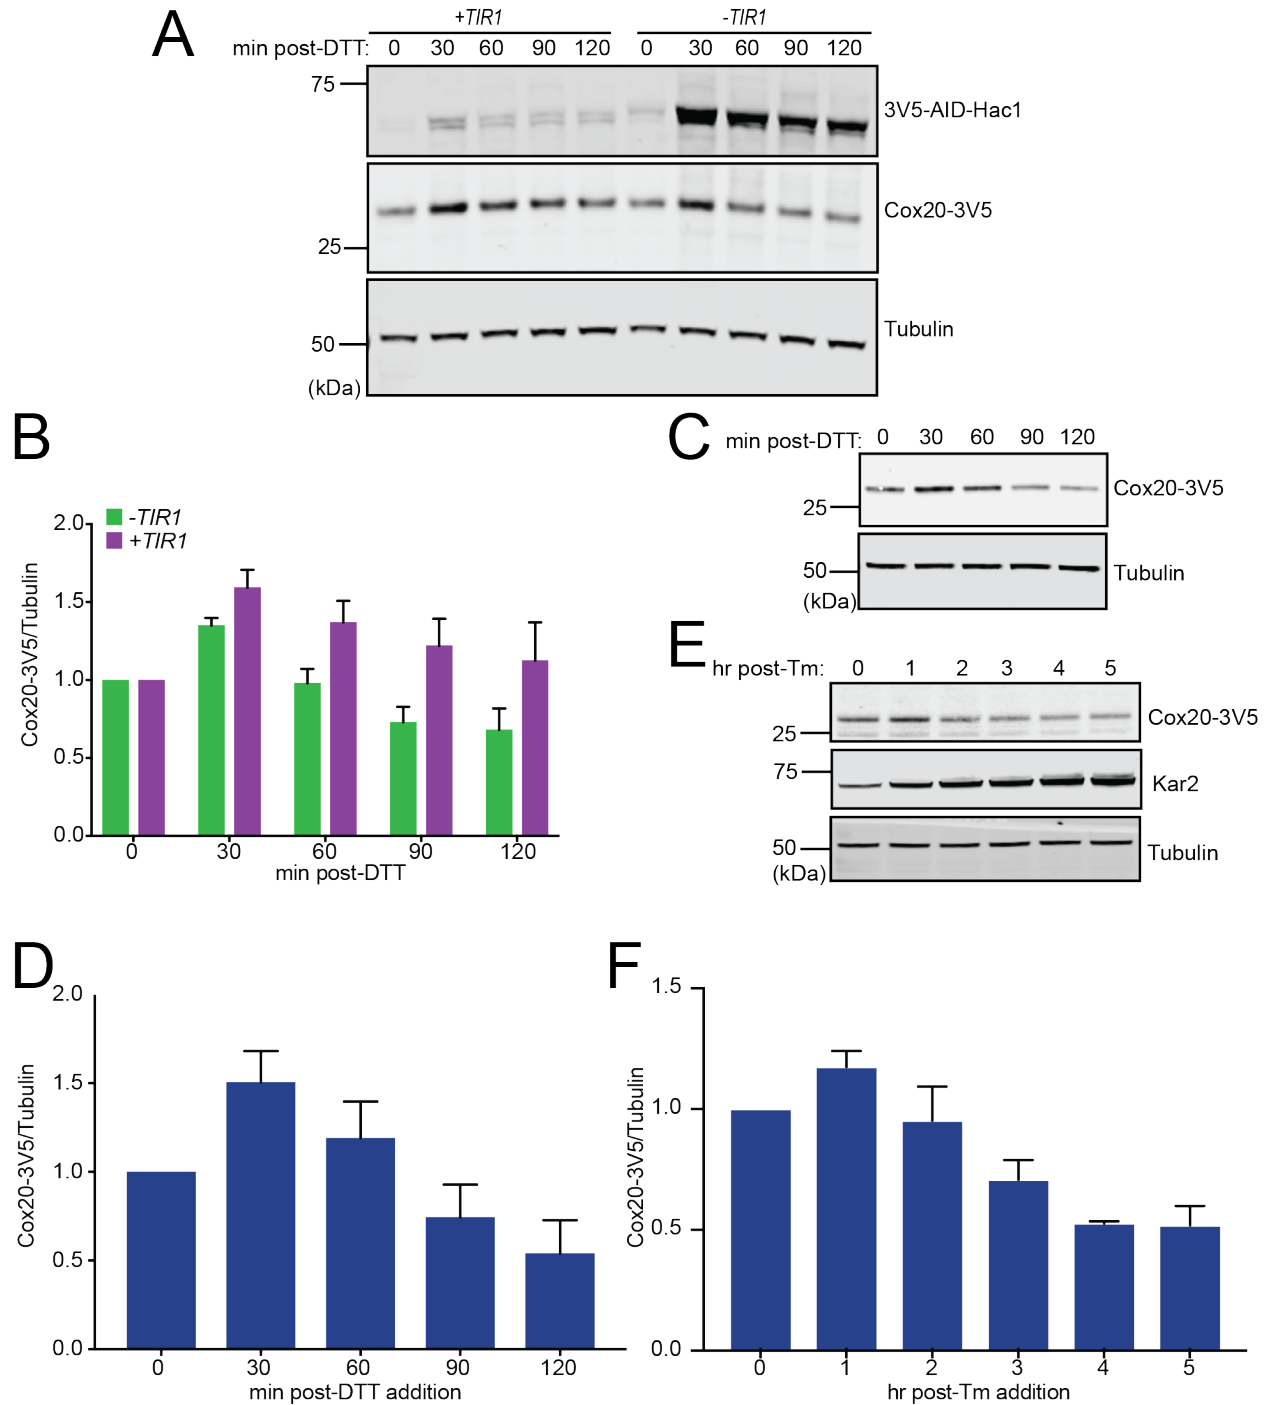 A
+TIR1 -TIR1
min post-DTT: 0 30 60 90 120 0 30 60 90 120
75
3V5-AID-Hac1
Cox20-3V5
25
Tubulin
50
(kDa)
B
-TIR1
+TIR1
2.0
1.5
1.0
0.5
0.0
Cox20-3V5/Tubulin
0 30 60 90 120
min post-DTT
C
min post-DTT: 0 30 60 90 120
Cox20-3V5
25
50
Tubulin
(kDa)
E
hr post-Tm: 0 1 2 3 4 5
Cox20-3V5
25
75
Kar2
50
Tubulin
(kDa)
D
2.0
1.5
1.0
0.5
0.0
Cox20-3V5/Tubulin
0 30 60 90 120
min post-DTT addition
F
1.5
1.0
0.5
0.0
Cox20-3V5/Tubulin
0 1 2 3 4 5
hr post-Tm addition